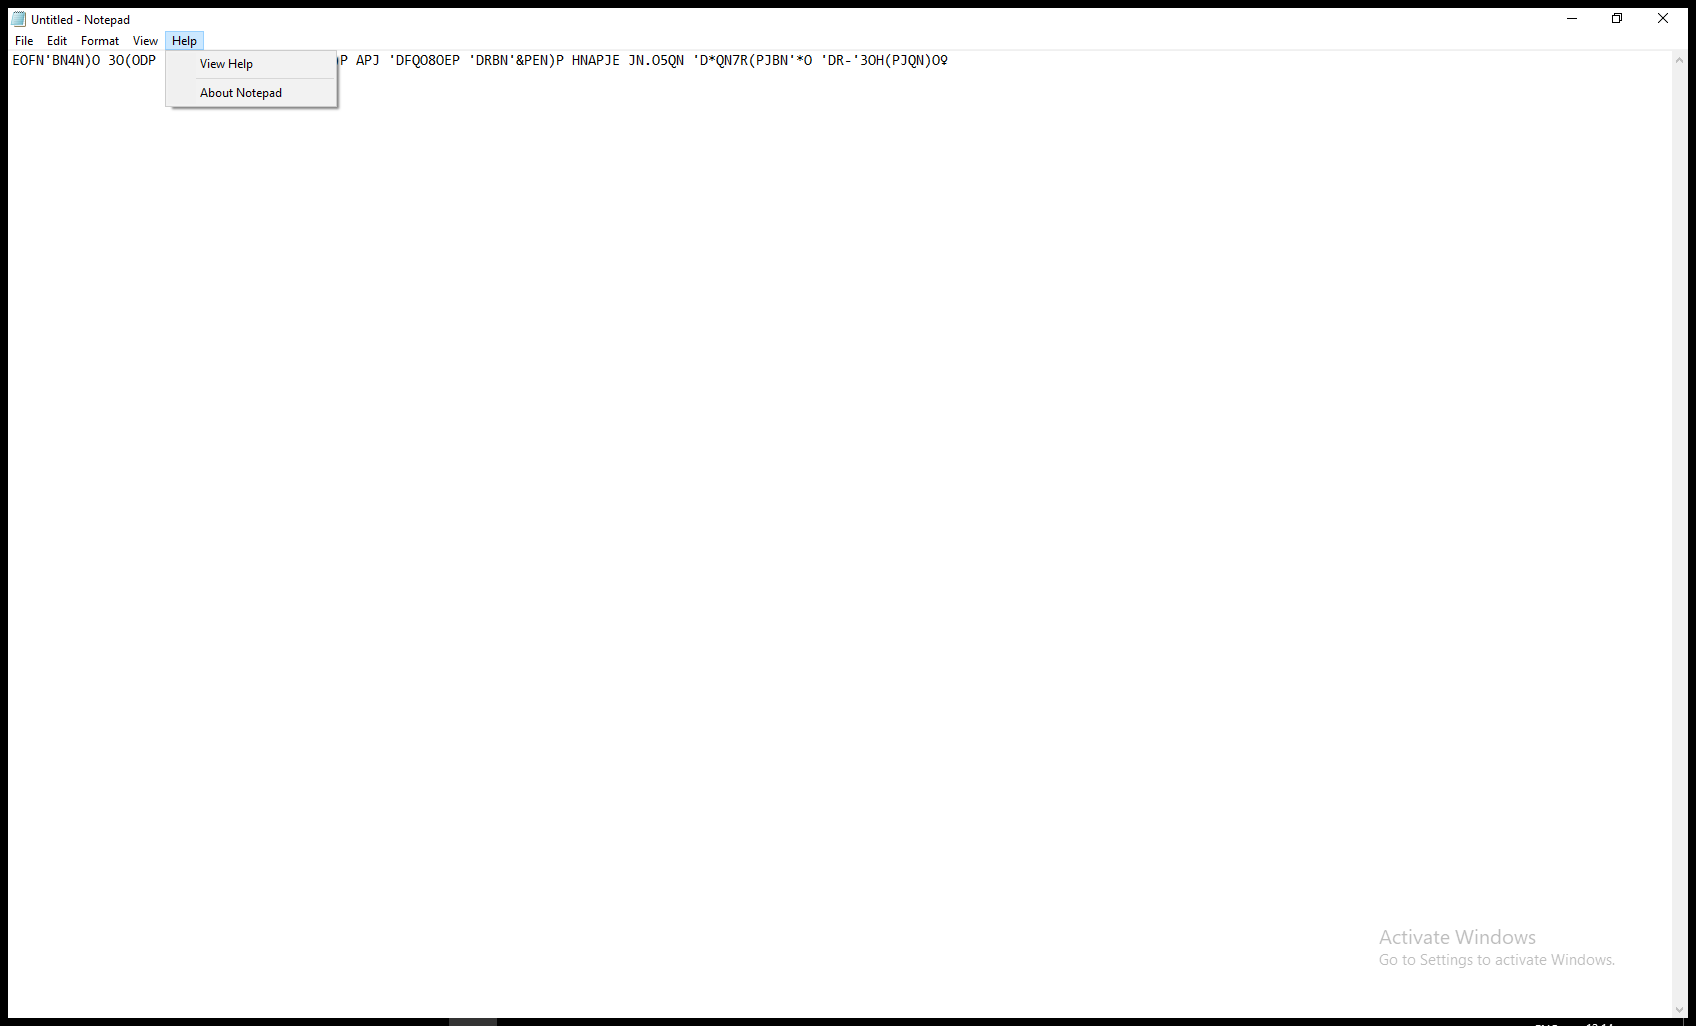 Untitled - Notepad
File Edit Format View Help
EOFN'BN4N)O 3O(ODP P APJ 'DFQO8OEP 'DRBN'&PEN)P HNAPJE JN.O5QN 'D*QN7R(PJBN'*O 'DR-'3OH(PJQN)O♀
View Help
About Notepad
Activate Windows
Go to Settings to activate Windows.